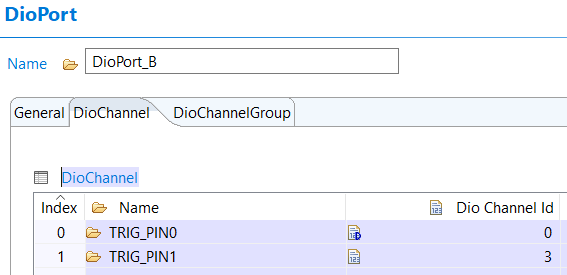 DioPort
Name DioPort_B
General DioChannel DioChannelGroup
DioChannel
Index Name Dio Channel Id
0 TRIG_PIN0 0
1 TRIG_PIN1 3